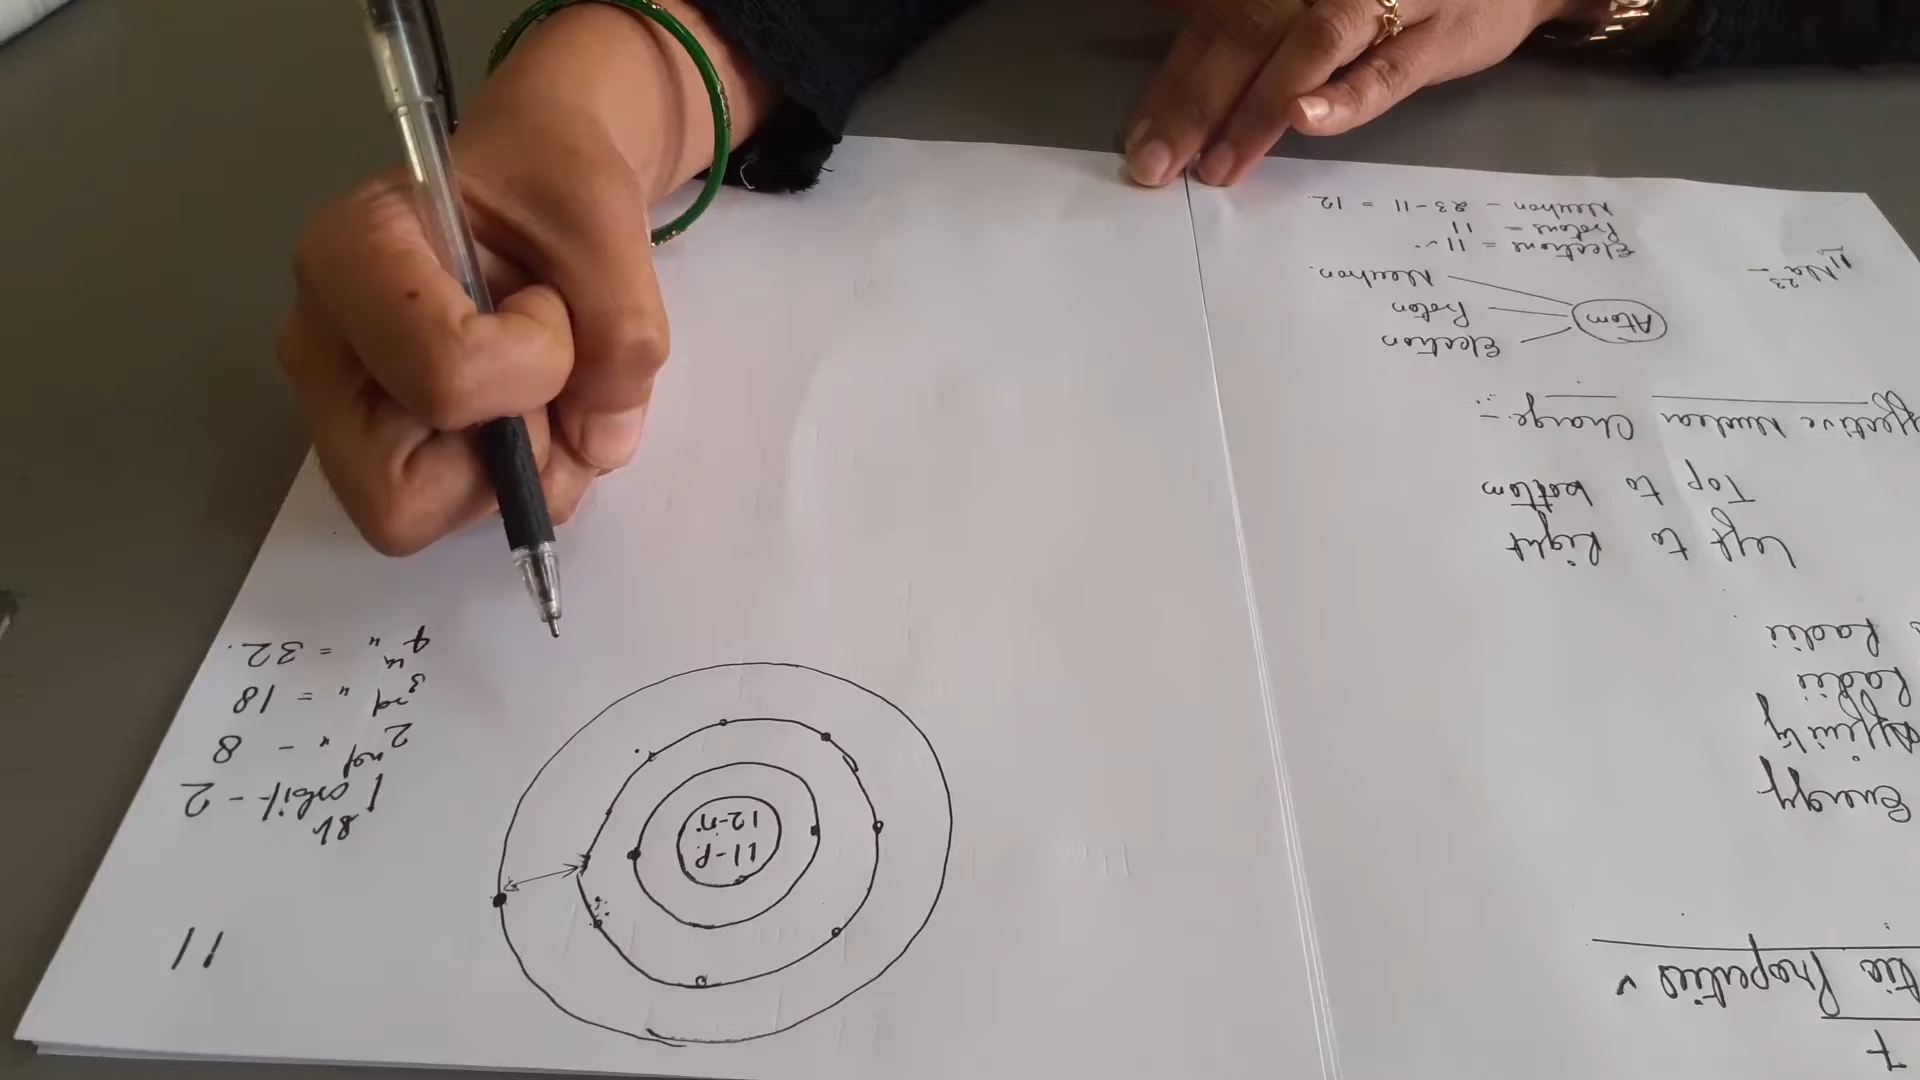 Periodic Properties ✓
Energy
Affinity
Radii
Radii
Left to Right
Top to bottom
Effective Nuclear Charge :-
Atom
Electron
Proton
Neutron.
11Na23 -
Electrons = 11
Protons = 11
Neutron - 23-11 = 12.
11
1st orbit - 2
2nd " - 8
3rd " = 18
4th " = 32.
11-p
12-n